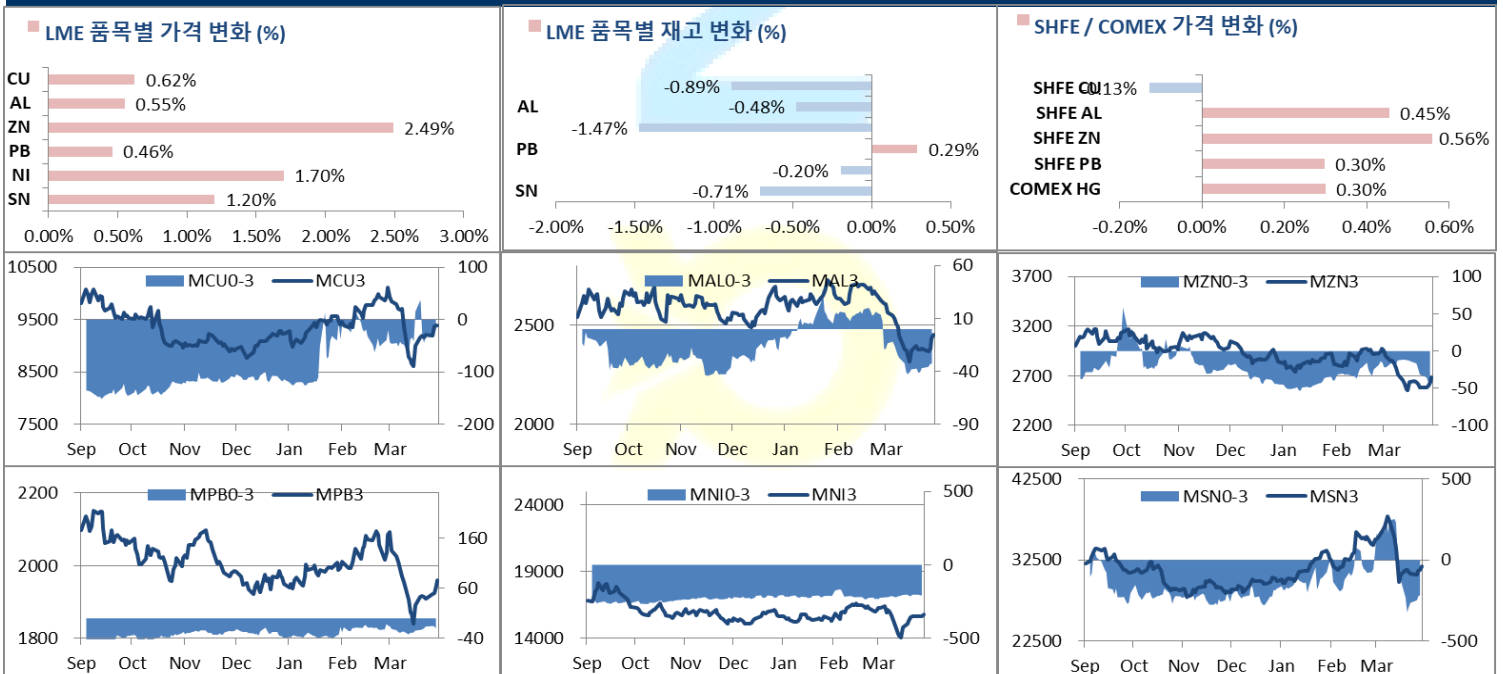 LME 품목별 가격 변화 (%)
CU
0.62%
AL
0.55%
ZN
2.49%
PB
0.46%
NI
1.70%
SN
1.20%
0.00% 0.50% 1.00% 1.50% 2.00% 2.50% 3.00%
LME 품목별 재고 변화 (%)
-0.89%
AL
-0.48%
-1.47%
PB
0.29%
-0.20%
SN
-0.71%
-2.00% -1.50% -1.00% -0.50% 0.00% 0.50%
SHFE / COMEX 가격 변화 (%)
SHFE CU
-0.13%
SHFE AL
0.45%
SHFE ZN
0.56%
SHFE PB
0.30%
COMEX HG
0.30%
-0.20% 0.00% 0.20% 0.40% 0.60%
MCU0-3 MCU3
10500 100
9500 0
8500 -100
7500 -200
Sep Oct Nov Dec Jan Feb Mar
MAL0-3 MAL3
60
2500 10
-40
2000 -90
Sep Oct Nov Dec Jan Feb Mar
MZN0-3 MZN3
3700 100
50
3200 0
2700 -50
2200 -100
Sep Oct Nov Dec Jan Feb Mar
MPB0-3 MPB3
2200
160
2000
60
1800 -40
Sep Oct Nov Dec Jan Feb Mar
MNI0-3 MNI3
24000 500
19000 0
14000 -500
Sep Oct Nov Dec Jan Feb Mar
MSN0-3 MSN3
42500 500
32500 0
22500 -500
Sep Oct Nov Dec Jan Feb Mar